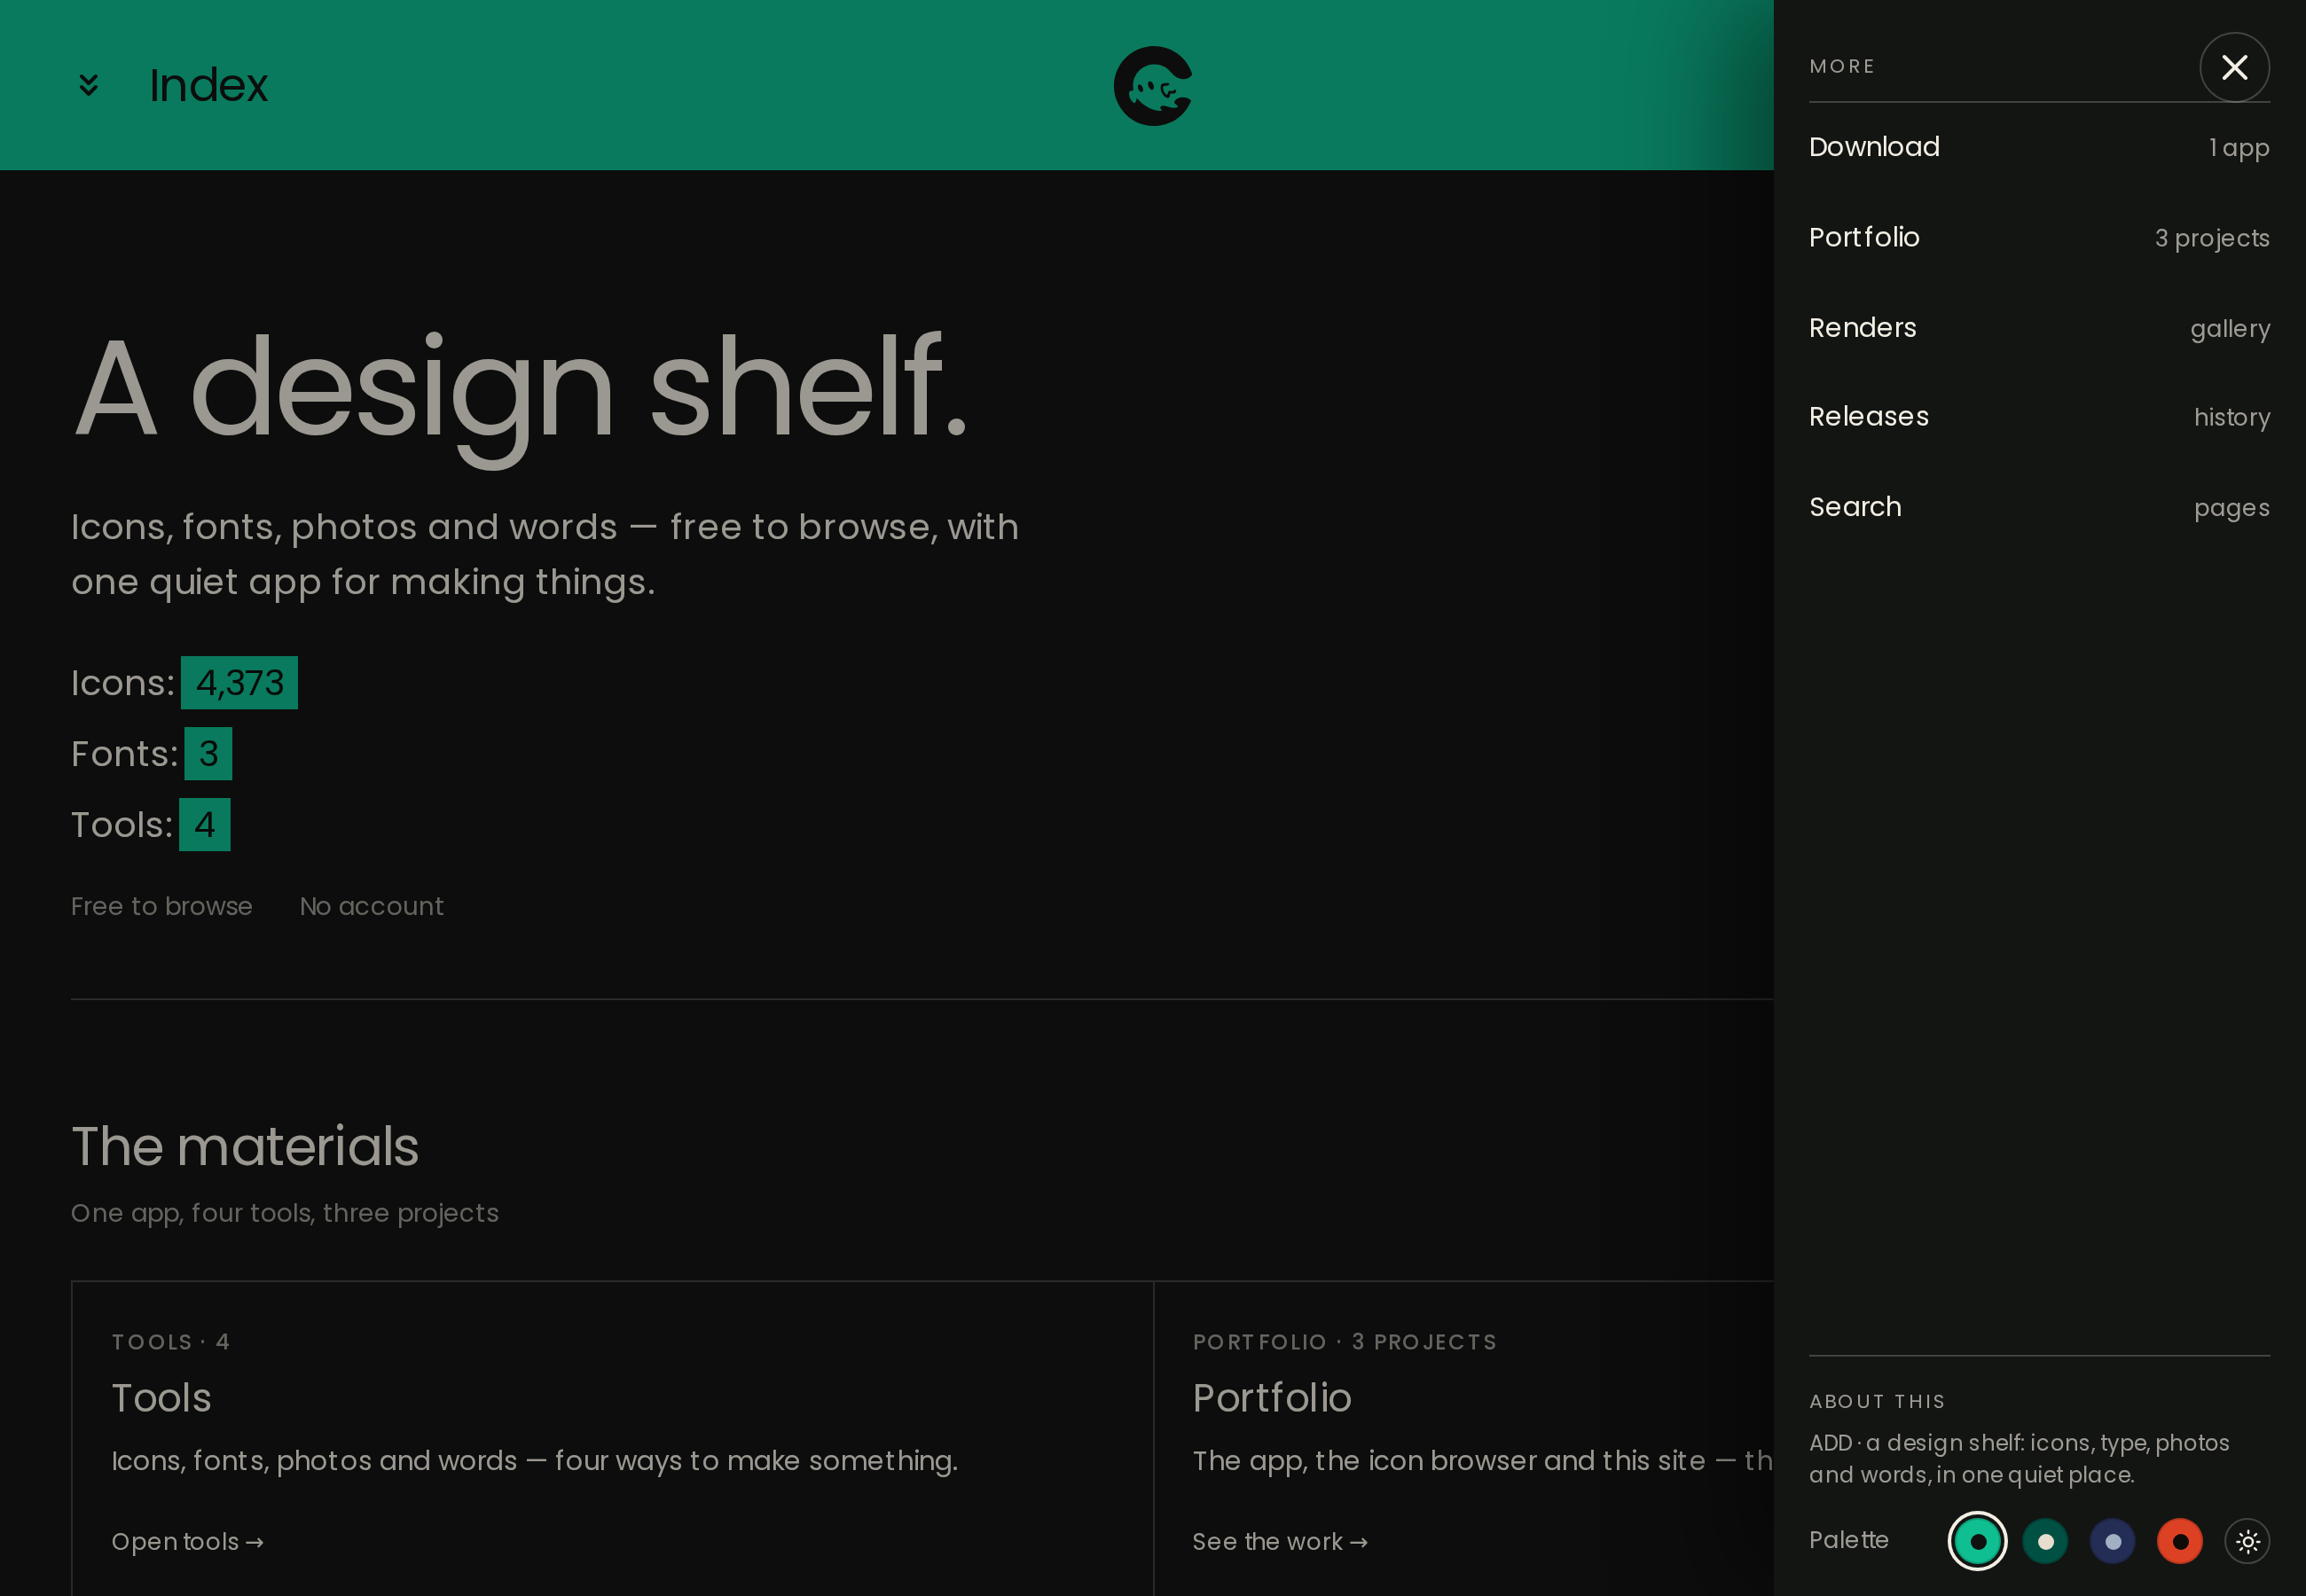 Index
A design shelf.
Icons, fonts, photos and words — free to browse, with
one quiet app for making things.
Icons: 4,373
Fonts: 3
Tools: 4
Free to browse No account
The materials
One app, four tools, three projects
TOOLS · 4
Tools
Icons, fonts, photos and words — four ways to make something.
Open tools →
PORTFOLIO · 3 PROJECTS
Portfolio
The app, the icon browser and this site — th
See the work →
MORE
Download 1 app
Portfolio 3 projects
Renders gallery
Releases history
Search pages
ABOUT THIS
ADD · a design shelf: icons, type, photos
and words, in one quiet place.
Palette